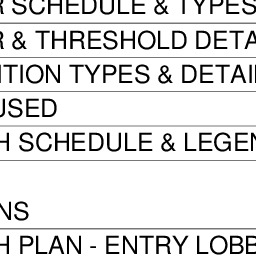 R SCHEDULE & TYPES
R & THRESHOLD DETA
ITION TYPES & DETAI
USED
H SCHEDULE & LEGEN
NS
H PLAN - ENTRY LOBB